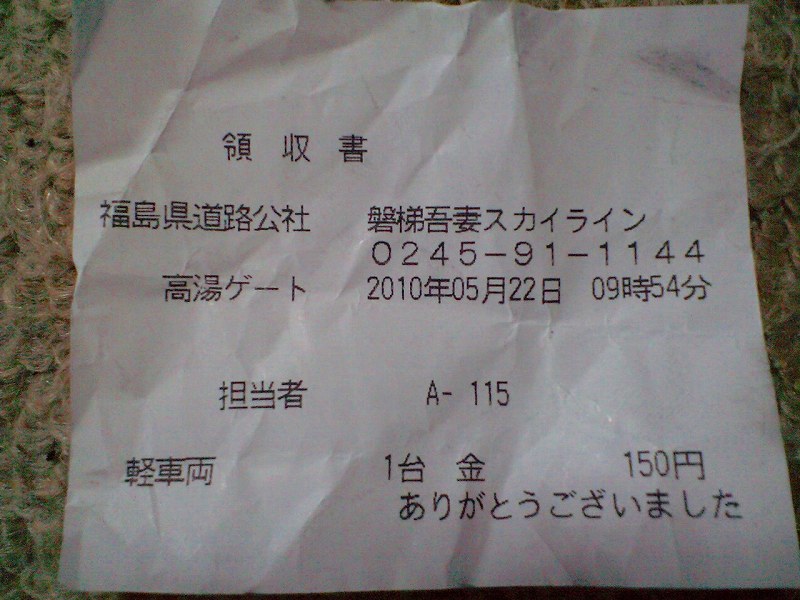 領 収 書
福島県道路公社 磐梯吾妻スカイライン
0245-91-1144
高湯ゲート 2010年05月22日 09時54分
担当者 A- 115
軽車両 1台 金 150円
ありがとうございました